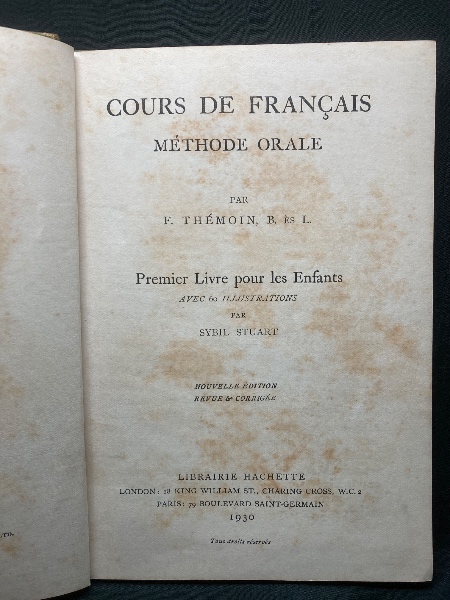 COURS DE FRANÇAIS
MÉTHODE ORALE
PAR
F. THÉMOIN, B. ÈS L.
Premier Livre pour les Enfants
AVEC 60 ILLUSTRATIONS
PAR
SYBIL STUART
NOUVELLE ÉDITION
REVUE & CORRIGÉE
LIBRAIRIE HACHETTE
LONDON: 18 KING WILLIAM ST., CHARING CROSS, W.C. 2
PARIS: 79 BOULEVARD SAINT-GERMAIN
1930
Tous droits réservés